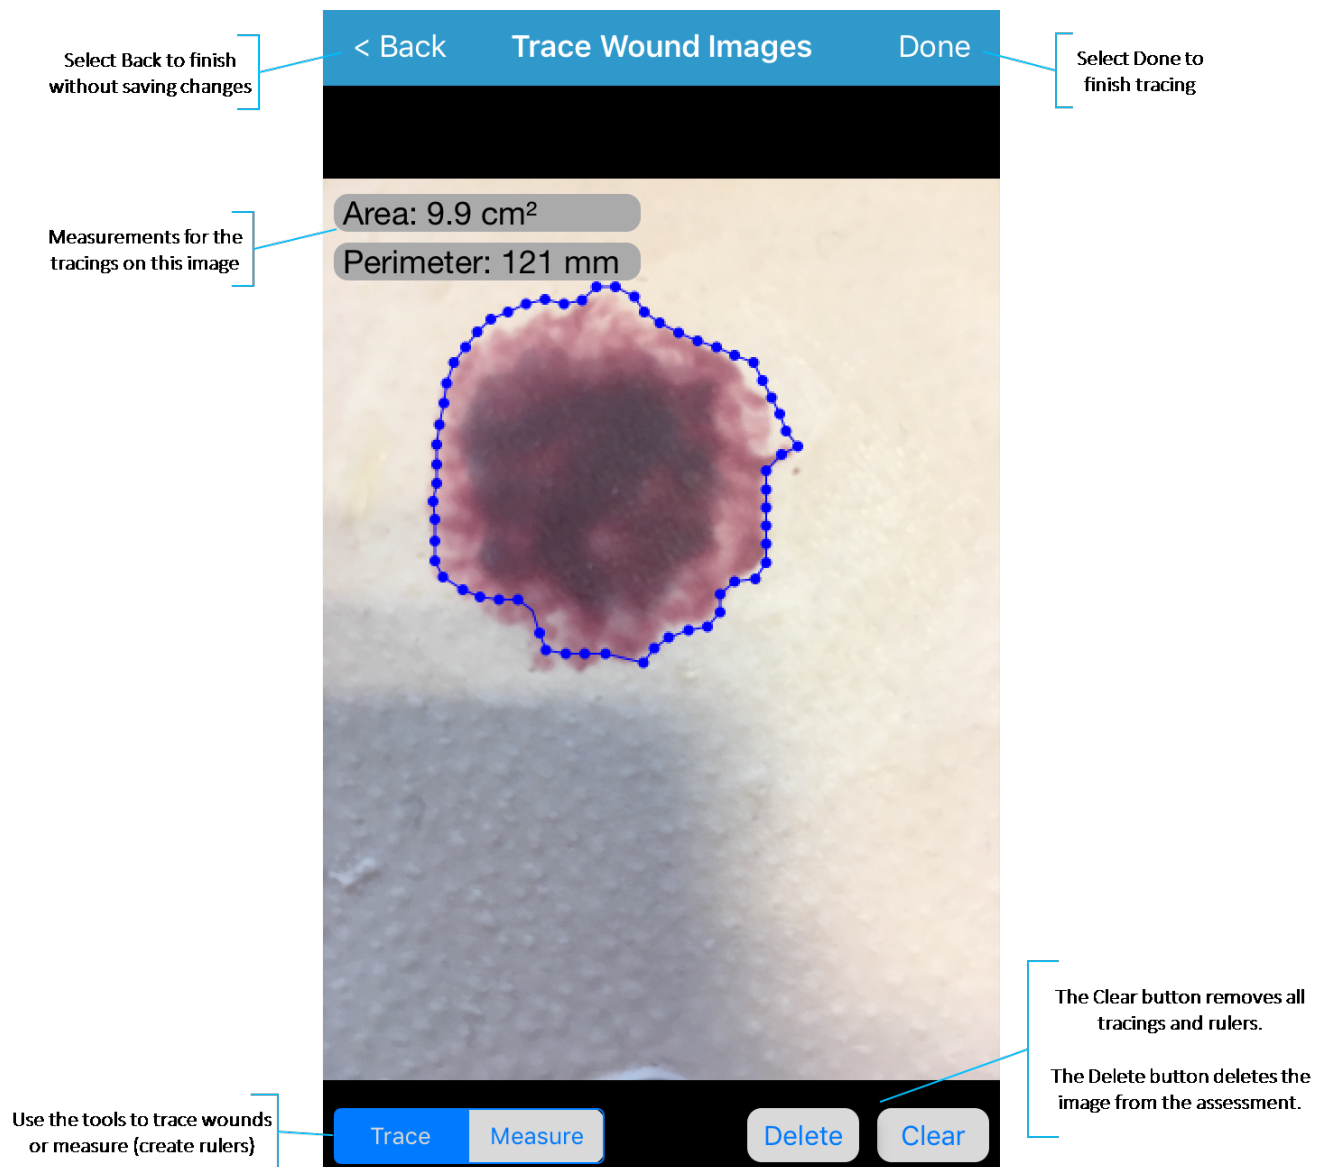 Select Back to finish
without saving changes
< Back
Trace Wound Images
Done
Select Done to
finish tracing
Measurements for the
tracings on this image
Area: 9.9 cm²
Perimeter: 121 mm
The Clear button removes all
tracings and rulers.
The Delete button deletes the
image from the assessment.
Use the tools to trace wounds
or measure (create rulers)
Trace
Measure
Delete
Clear